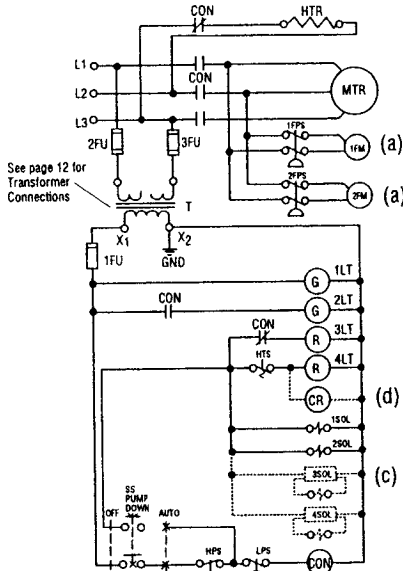 CON
HTR
L1
CON
L2
MTR
L3
1FPS
2FU
3FU
1FM
(a)
See page 12 for
Transformer
Connections
2FPS
2FM
(a)
T
X1
X2
1FU
GND
G
1LT
CON
G
2LT
CON
R
3LT
HTS
R
4LT
CR
(d)
1SOL
2SOL
(c)
3SOL
4SOL
SS
PUMP
DOWN
OFF
AUTO
HPS
LPS
CON